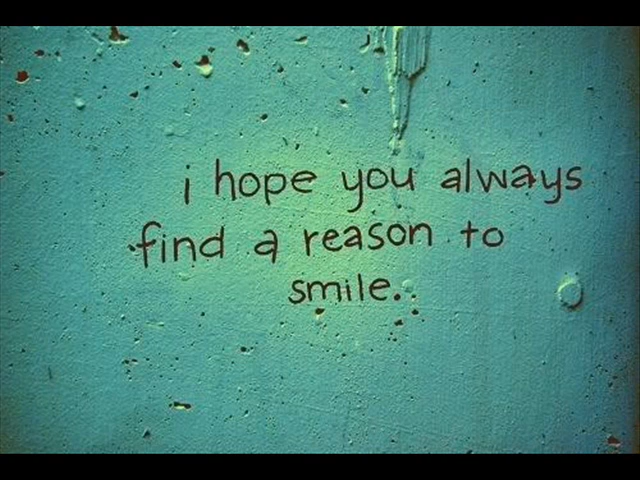 i hope you always
find a reason to
smile.